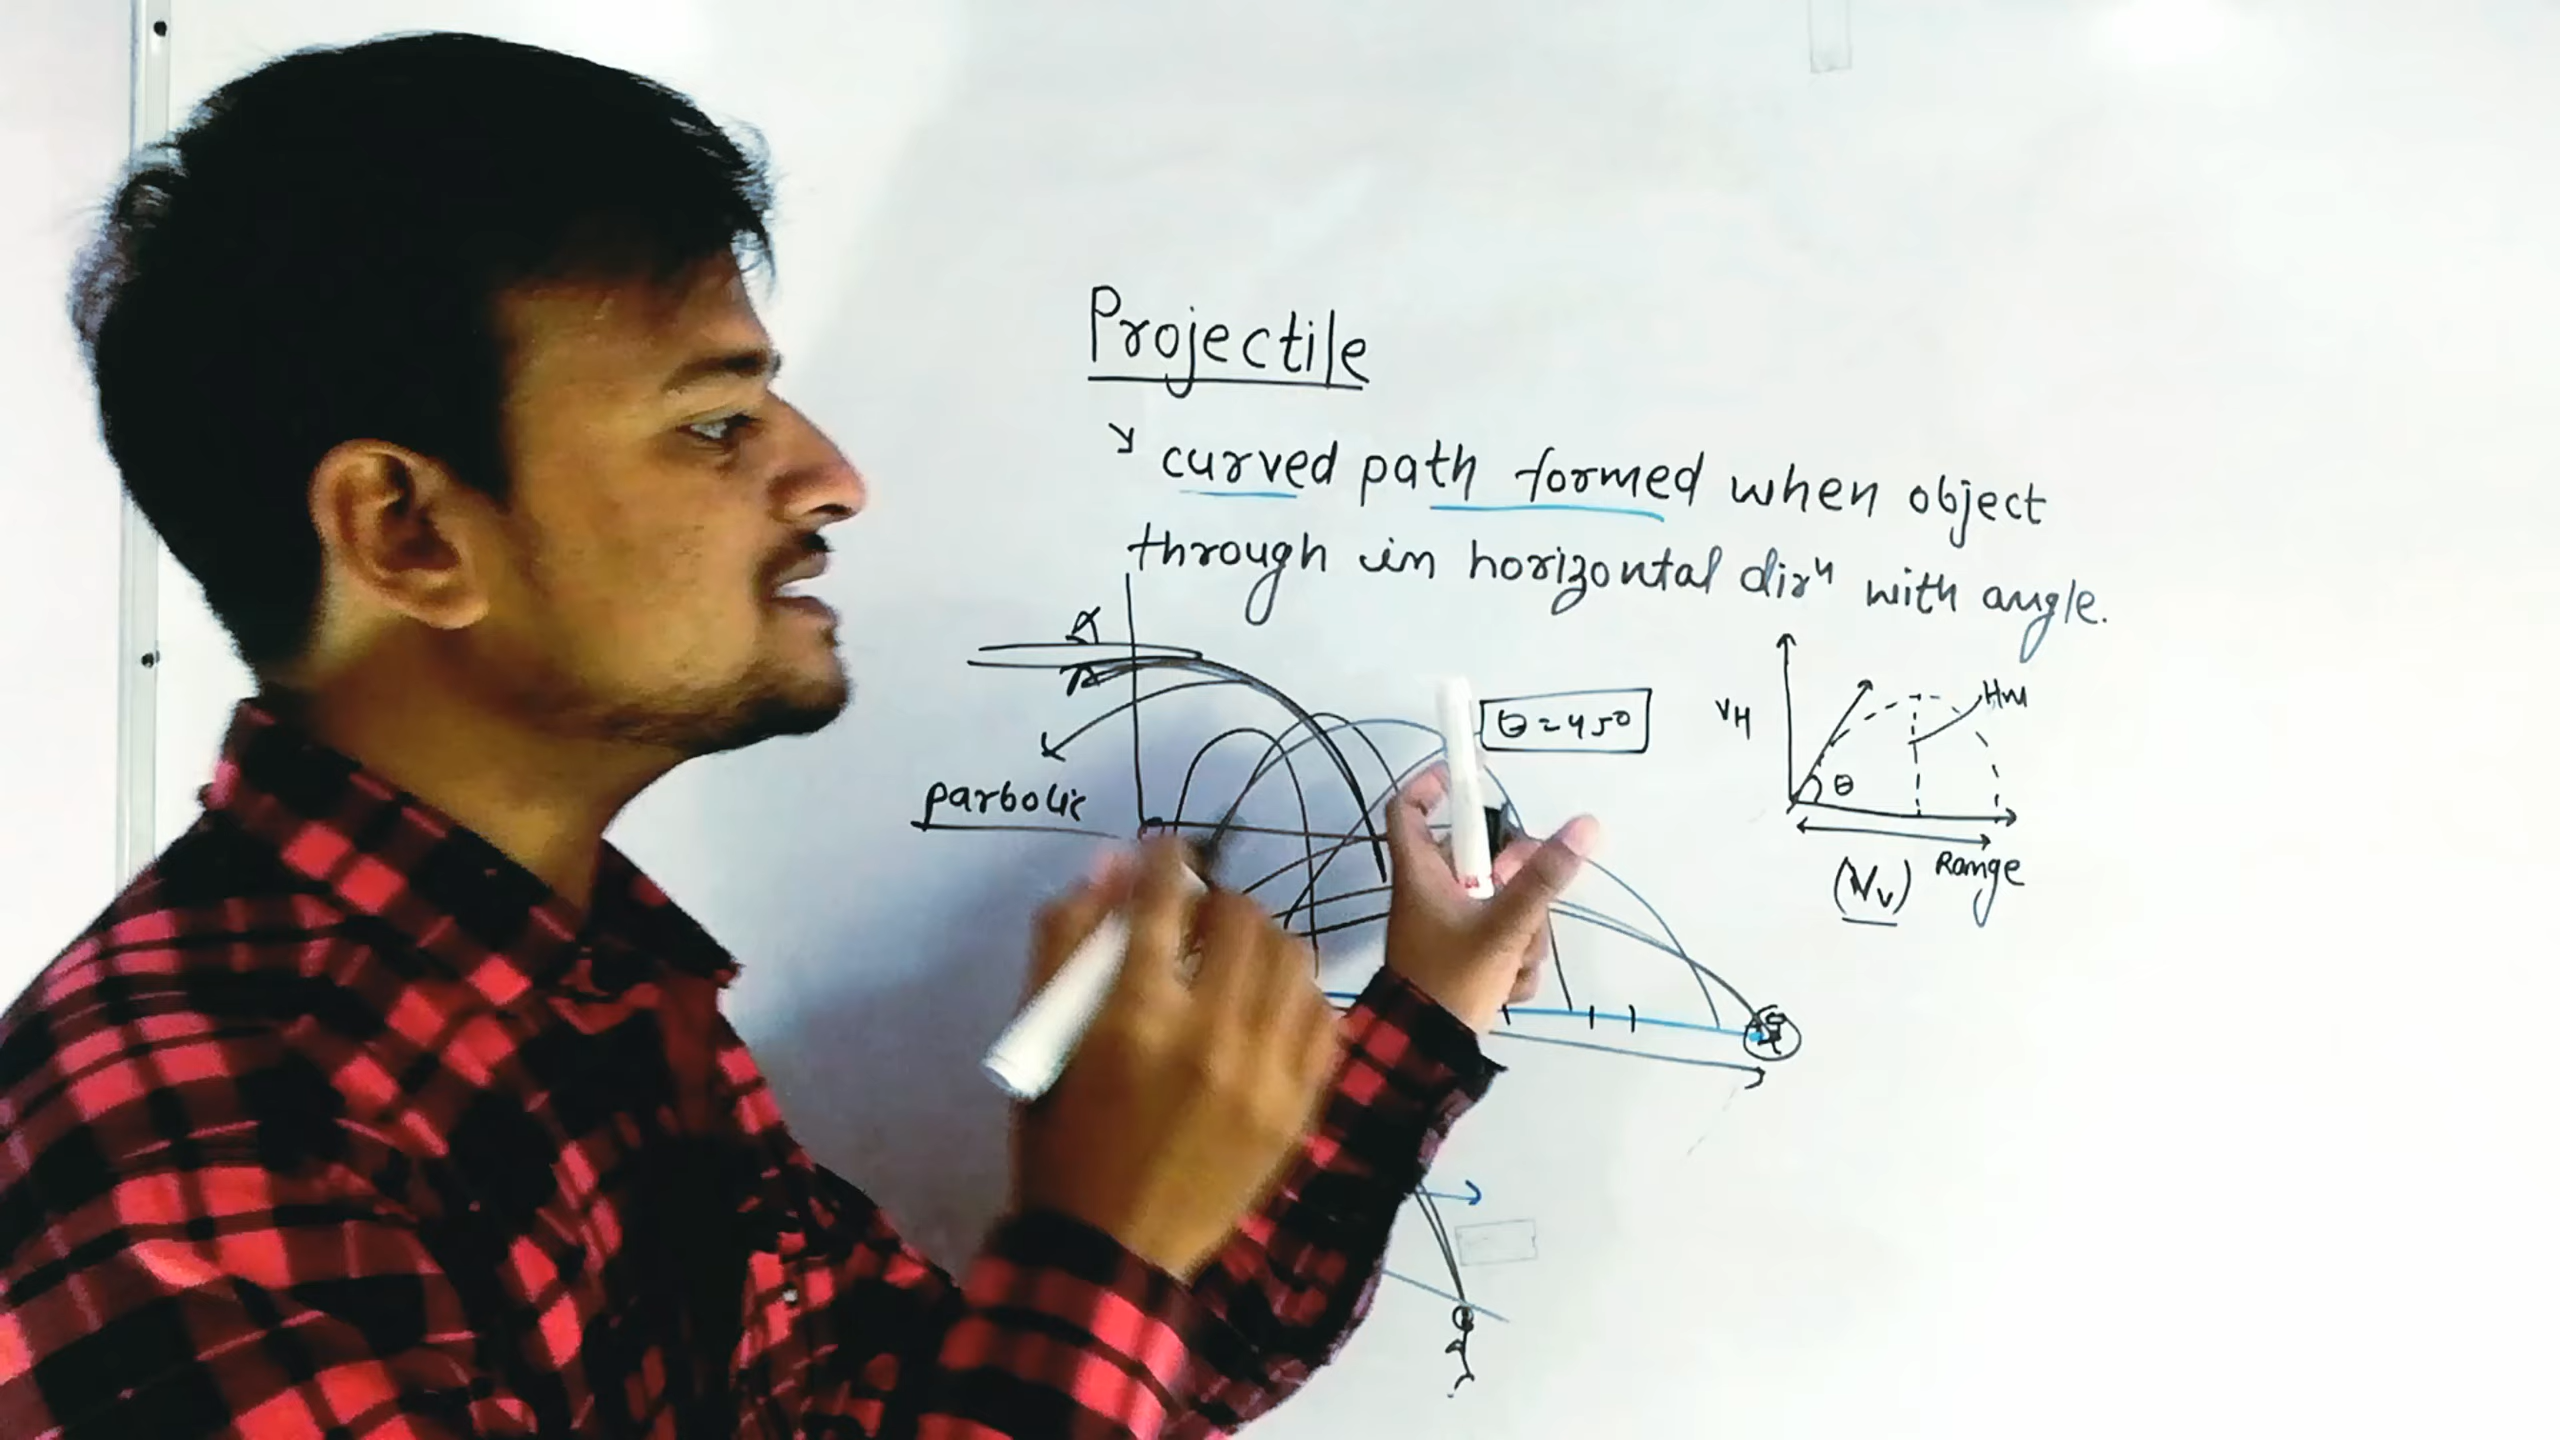 Projectile
curved path formed when object
through in horizontal dirⁿ with angle.
θ = 45°
VH
Hm
θ
parbolic
Range
(Vv)